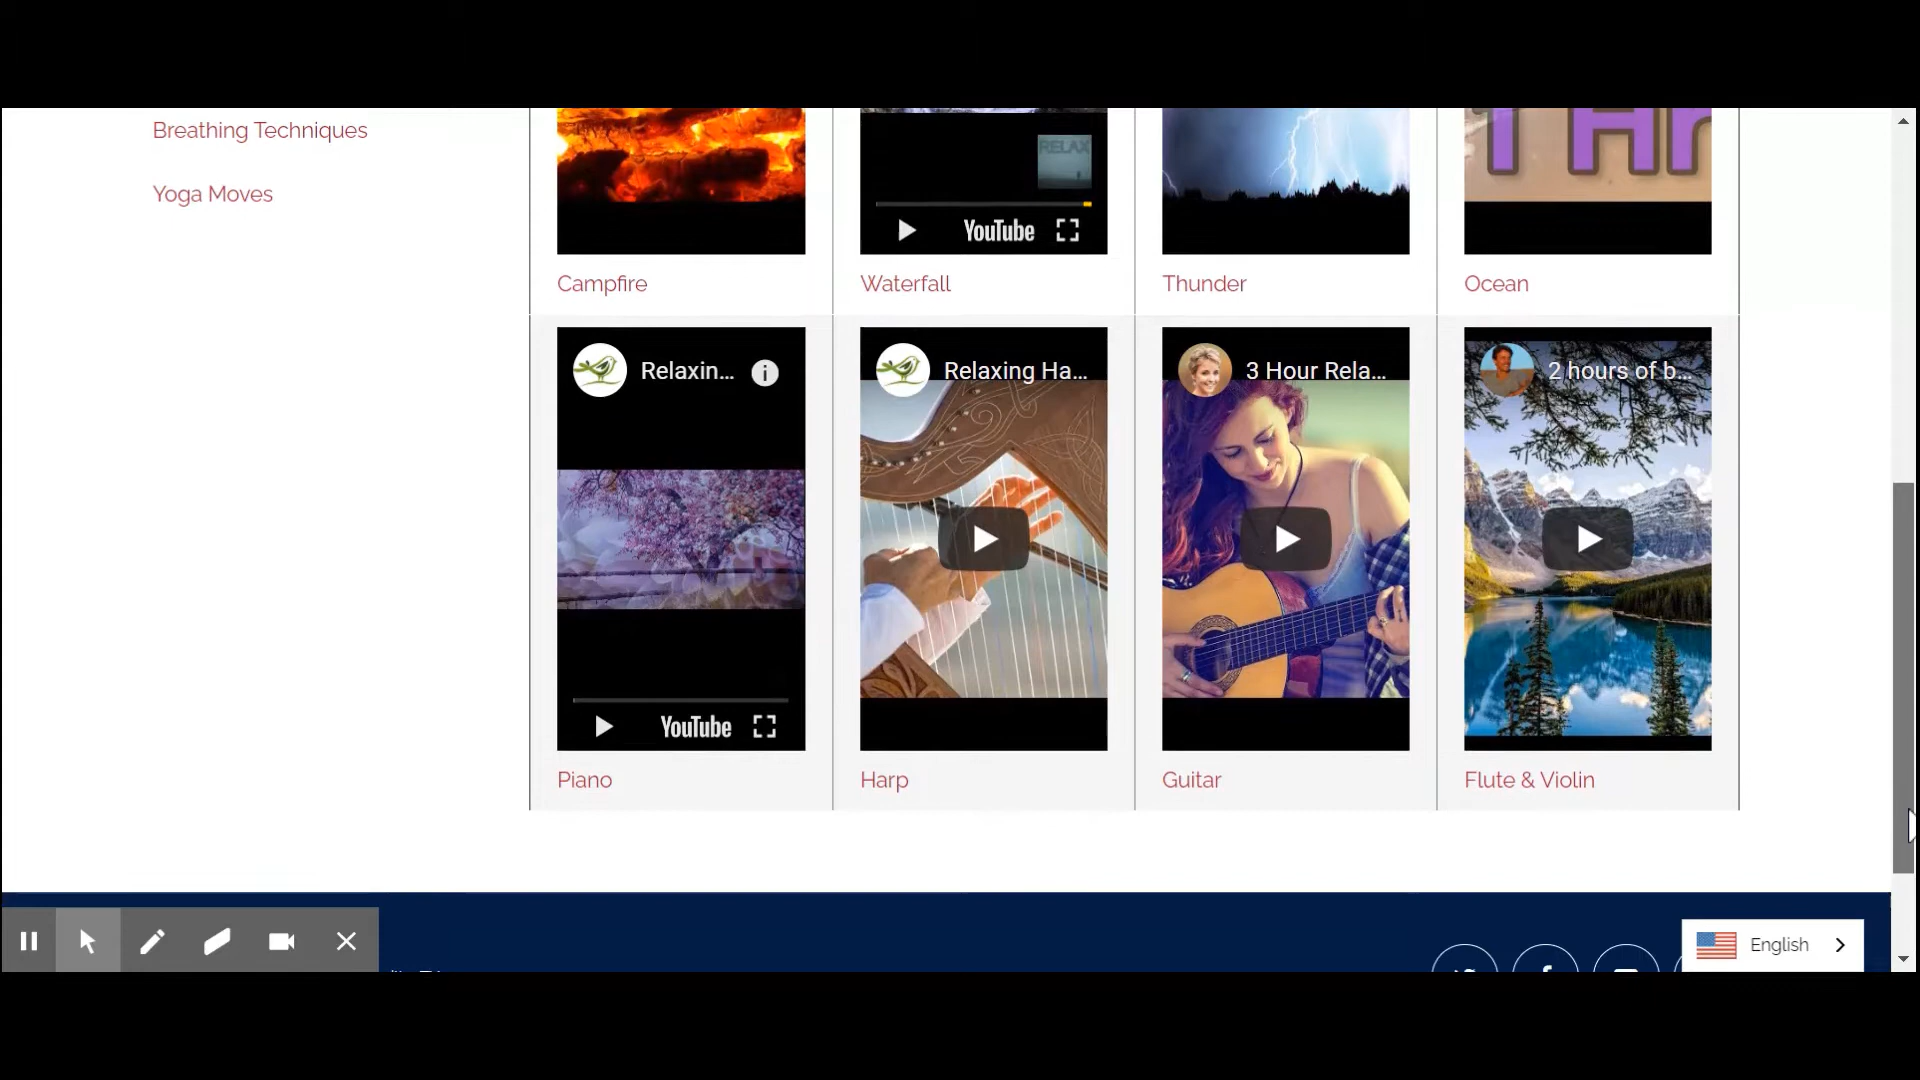 Breathing Techniques
Yoga Moves
RELAX
YouTube
Campfire
Waterfall
Thunder
Ocean
Relaxin...
Relaxing Ha...
3 Hour Rela...
2 hours of b...
YouTube
Piano
Harp
Guitar
Flute & Violin
English